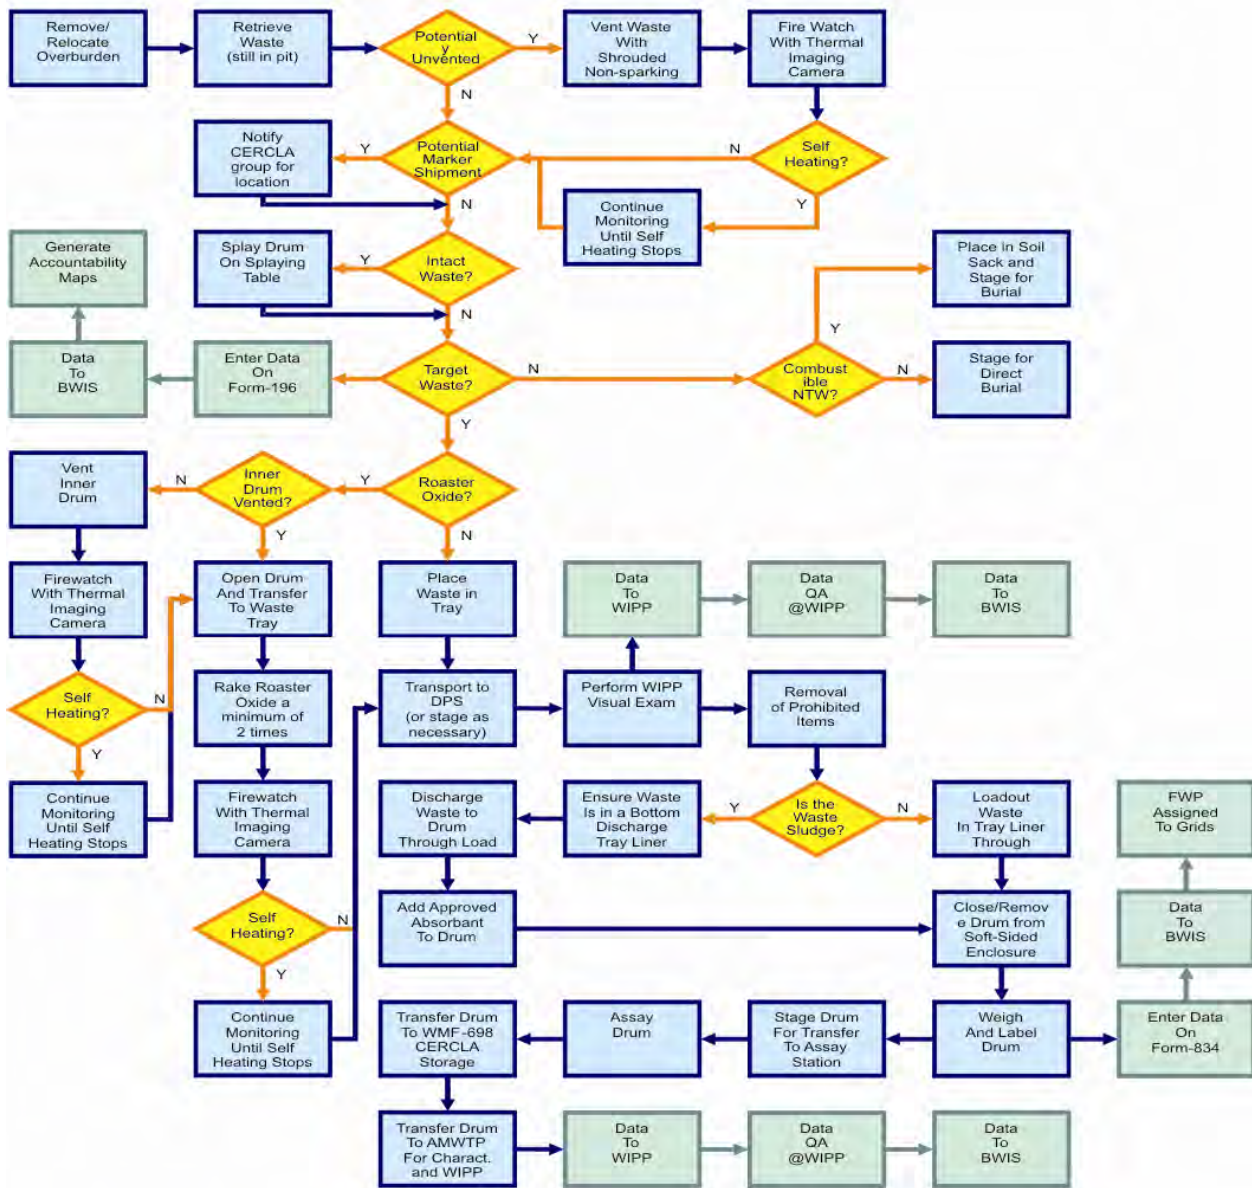 Remove/
Relocate
Overburden
Retrieve
Waste
(still in pit)
Potential
y
Unvented
Y
Vent Waste
With
Shrouded
Non-sparking
Fire Watch
With Thermal
Imaging
Camera
N
Notify
CERCLA
group for
location
Y
Potential
Marker
Shipment
N
Self
Heating?
N
Y
Continue
Monitoring
Until Self
Heating Stops
Generate
Accountability
Maps
Splay Drum
On Splaying
Table
Y
Intact
Waste?
N
Place in Soil
Sack and
Stage for
Burial
Y
Data
To
BWIS
Enter Data
On
Form-196
Target
Waste?
N
Combust
ible
NTW?
N
Stage for
Direct
Burial
Y
Vent
Inner
Drum
N
Inner
Drum
Vented?
Y
Roaster
Oxide?
Y
N
Firewatch
With Thermal
Imaging
Camera
Open Drum
And Transfer
To Waste
Tray
Place
Waste in
Tray
Data
To
WIPP
Data
QA
@WIPP
Data
To
BWIS
Self
Heating?
N
Y
Rake Roaster
Oxide a
minimum of
2 times
Transport to
DPS
(or stage as
necessary)
Perform WIPP
Visual Exam
Removal
of Prohibited
Items
Continue
Monitoring
Until Self
Heating Stops
Firewatch
With Thermal
Imaging
Camera
Discharge
Waste to
Drum
Through Load
Ensure Waste
Is in a Bottom
Discharge
Tray Liner
Y
Is the
Waste
Sludge?
N
Loadout
Waste
In Tray Liner
Through
FWP
Assigned
To Grids
Self
Heating?
N
Y
Add Approved
Absorbant
To Drum
Close/Remov
e Drum from
Soft-Sided
Enclosure
Data
To
BWIS
Continue
Monitoring
Until Self
Heating Stops
Transfer Drum
To WMF-698
CERCLA
Storage
Assay
Drum
Stage Drum
For Transfer
To Assay
Station
Weigh
And Label
Drum
Enter Data
On
Form-834
Transfer Drum
To AMWTP
For Charact.
and WIPP
Data
To
WIPP
Data
QA
@WIPP
Data
To
BWIS